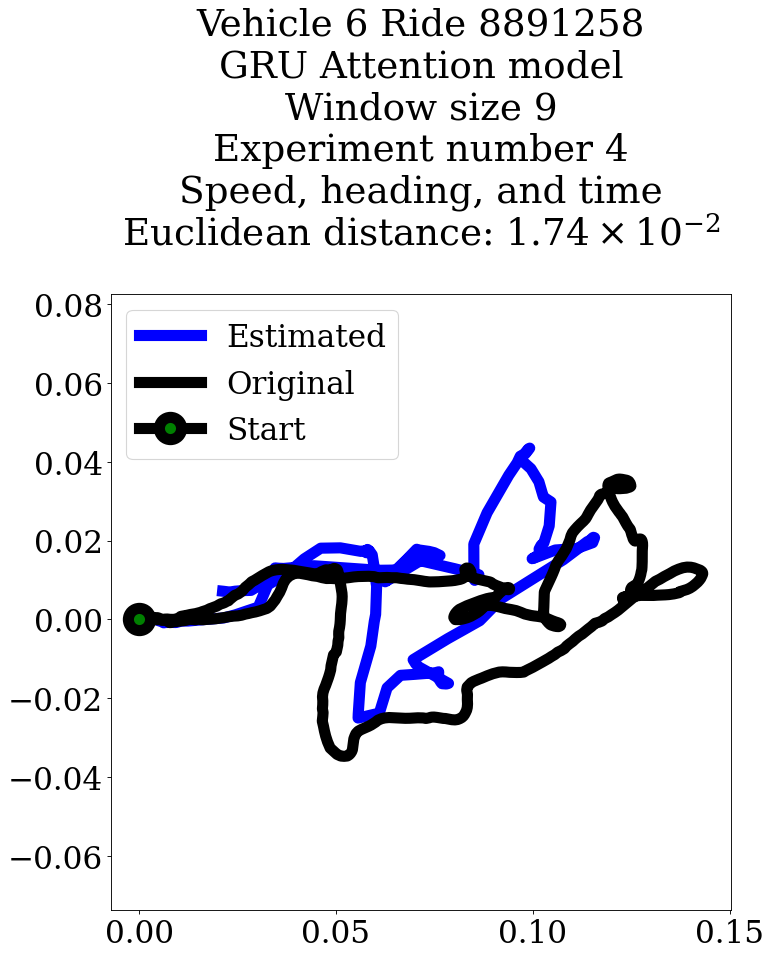 Vehicle 6 Ride 8891258
GRU Attention model
Window size 9
Experiment number 4
Speed, heading, and time
Euclidean distance: 1.74 × 10⁻²
0.08
0.06
0.04
0.02
0.00
−0.02
−0.04
−0.06
Estimated
Original
Start
0.00 0.05 0.10 0.15